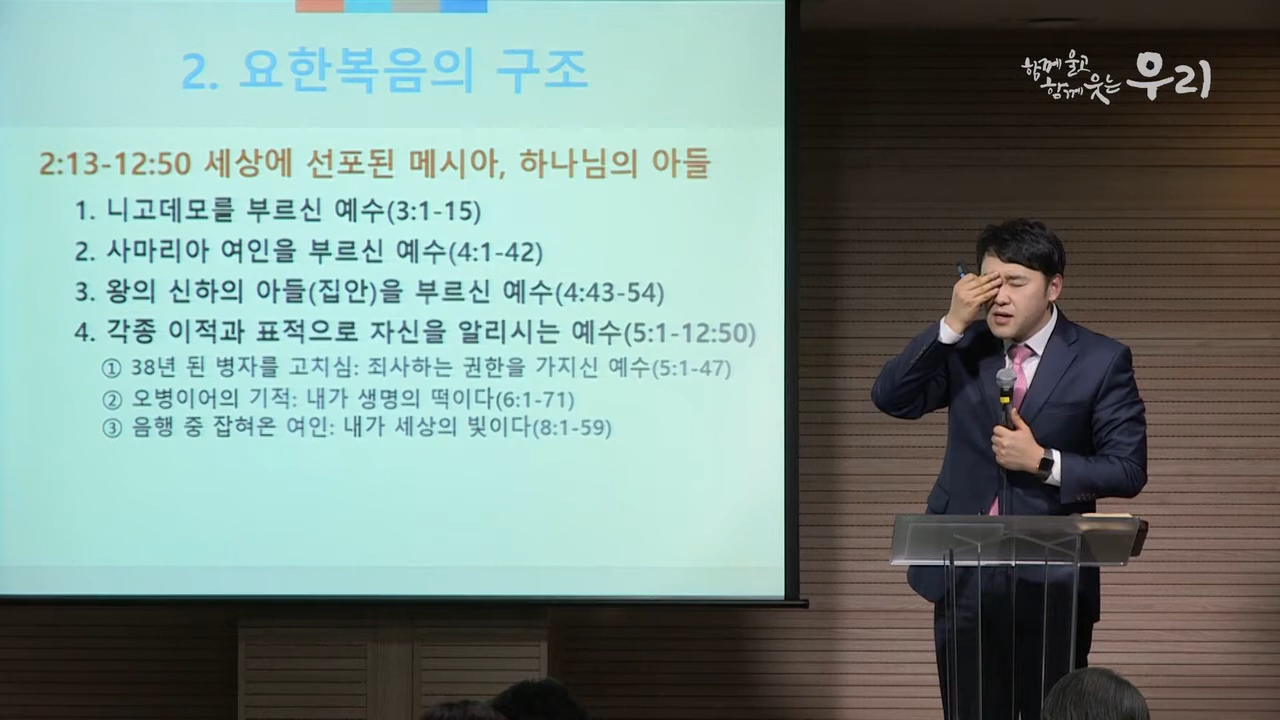 2. 요한복음의 구조
2:13-12:50 세상에 선포된 메시아, 하나님의 아들
1. 니고데모를 부르신 예수(3:1-15)
2. 사마리아 여인을 부르신 예수(4:1-42)
3. 왕의 신하의 아들(집안)을 부르신 예수(4:43-54)
4. 각종 이적과 표적으로 자신을 알리시는 예수(5:1-12:50)
① 38년 된 병자를 고치심: 죄사하는 권한을 가지신 예수(5:1-47)
② 오병이어의 기적: 내가 생명의 떡이다(6:1-71)
③ 음행 중 잡혀온 여인: 내가 세상의 빛이다(8:1-59)
함께 울고
함께 웃는 우리